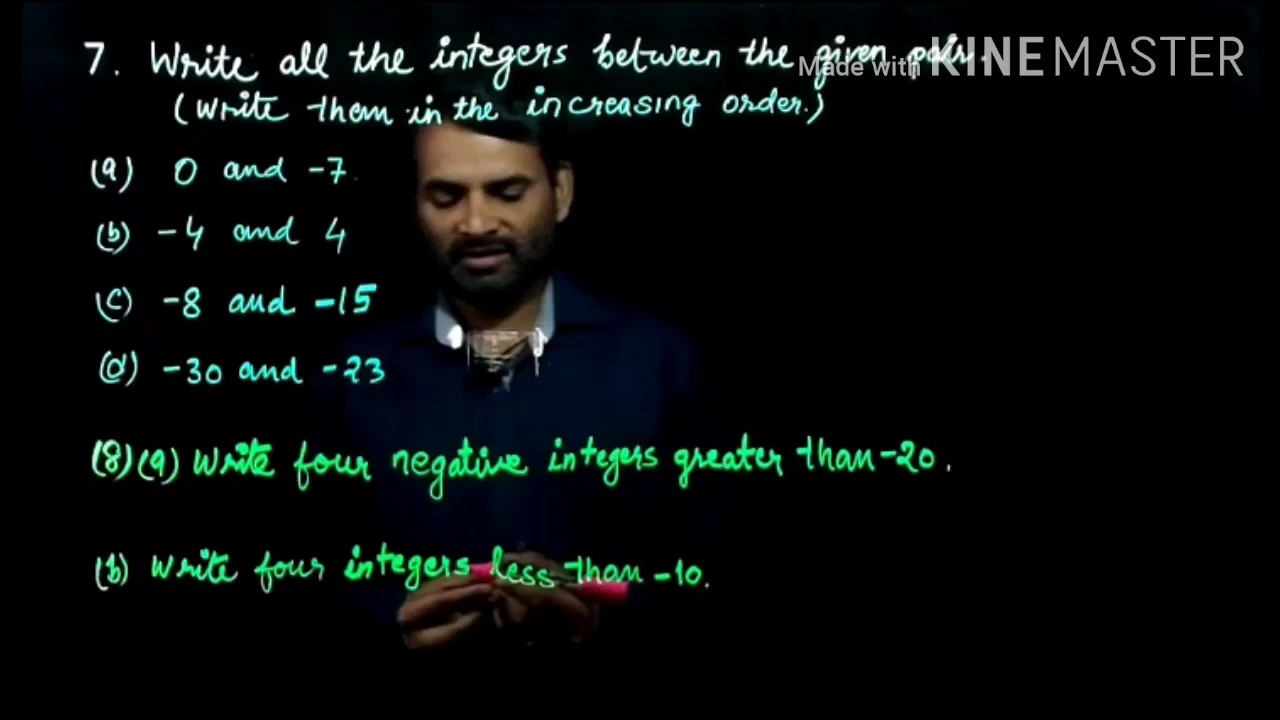 7. Write all the integers between the given pair.
Made with KINEMASTER
(Write them in the increasing order.)
(a) 0 and -7.
(b) -4 and 4
(c) -8 and -15
(d) -30 and -23
(8)(a) Write four negative integers greater than -20.
(b) Write four integers less than -10.